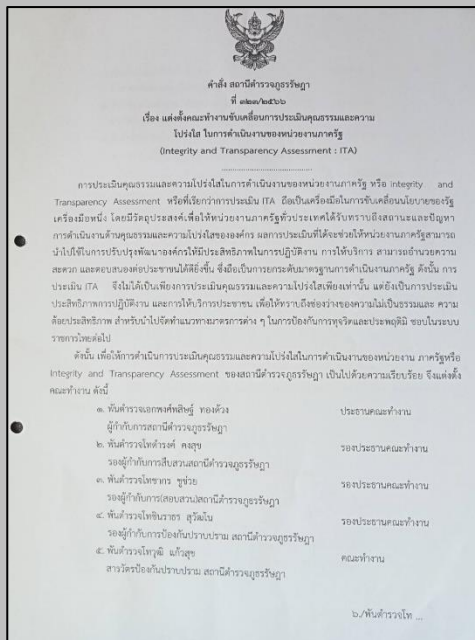 คำสั่ง สถานีตำรวจภูธรรัษฎา
ที่ ๓๒๓/๒๕๖๖
เรื่อง แต่งตั้งคณะทำงานขับเคลื่อนการประเมินคุณธรรมและความ
โปร่งใส ในการดำเนินงานของหน่วยงานภาครัฐ
(Integrity and Transparency Assessment : ITA)
การประเมินคุณธรรมและความโปร่งใสในการดำเนินงานของหน่วยงานภาครัฐ หรือ integrity and
Transparency Assessment หรือที่เรียกว่าการประเมิน ITA ถือเป็นเครื่องมือในการขับเคลื่อนนโยบายของรัฐ
เครื่องมือหนึ่ง โดยมีวัตถุประสงค์เพื่อให้หน่วยงานภาครัฐทั่วประเทศได้รับทราบถึงสถานะและปัญหา
การดำเนินงานด้านคุณธรรมและความโปร่งใสขององค์กร ผลการประเมินที่ได้จะช่วยให้หน่วยงานภาครัฐสามารถ
นำไปใช้ในการปรับปรุงพัฒนาองค์กรให้มีประสิทธิภาพในการปฏิบัติงาน การให้บริการ สามารถอำนวยความ
สะดวก และตอบสนองต่อประชาชนได้ดียิ่งขึ้น ซึ่งถือเป็นการยกระดับมาตรฐานการดำเนินงานภาครัฐ ดังนั้น การ
ประเมิน ITA จึงไม่ได้เป็นเพียงการประเมินคุณธรรมและความโปร่งใสเพียงเท่านั้น แต่ยังเป็นการประเมิน
ประสิทธิภาพการปฏิบัติงาน และการให้บริการประชาชน เพื่อให้ทราบถึงช่องว่างของความไม่เป็นธรรมและ ความ
ด้อยประสิทธิภาพ สำหรับนำไปจัดทำแนวทางมาตรการต่าง ๆ ในการป้องกันการทุจริตและประพฤติมิ ชอบในระบบ
ราชการไทยต่อไป
ดังนั้น เพื่อให้การดำเนินการประเมินคุณธรรมและความโปร่งใสในการดำเนินงานของหน่วยงาน ภาครัฐหรือ
Integrity and Transparency Assessment ของสถานีตำรวจภูธรรัษฎา เป็นไปด้วยความเรียบร้อย จึงแต่งตั้ง
คณะทำงาน ดังนี้
๑. พันตำรวจเอกพงศ์พสิษฐ์ ทองด้วง ประธานคณะทำงาน
ผู้กำกับการสถานีตำรวจภูธรรัษฎา
๒. พันตำรวจโทดำรงค์ คงสุข รองประธานคณะทำงาน
รองผู้กำกับการสืบสวนสถานีตำรวจภูธรรัษฎา
๓. พันตำรวจโทชากร ชูช่วย รองประธานคณะทำงาน
รองผู้กำกับการ(สอบสวน)สถานีตำรวจภูธรรัษฎา
๔. พันตำรวจโทชินราธร สุวัฒโน รองประธานคณะทำงาน
รองผู้กำกับการป้องกันปราบปราม สถานีตำรวจภูธรรัษฎา
๕. พันตำรวจโทวุฒิ แก้วสุข คณะทำงาน
สารวัตรป้องกันปราบปราม สถานีตำรวจภูธรรัษฎา
๖./พันตำรวจโท ...